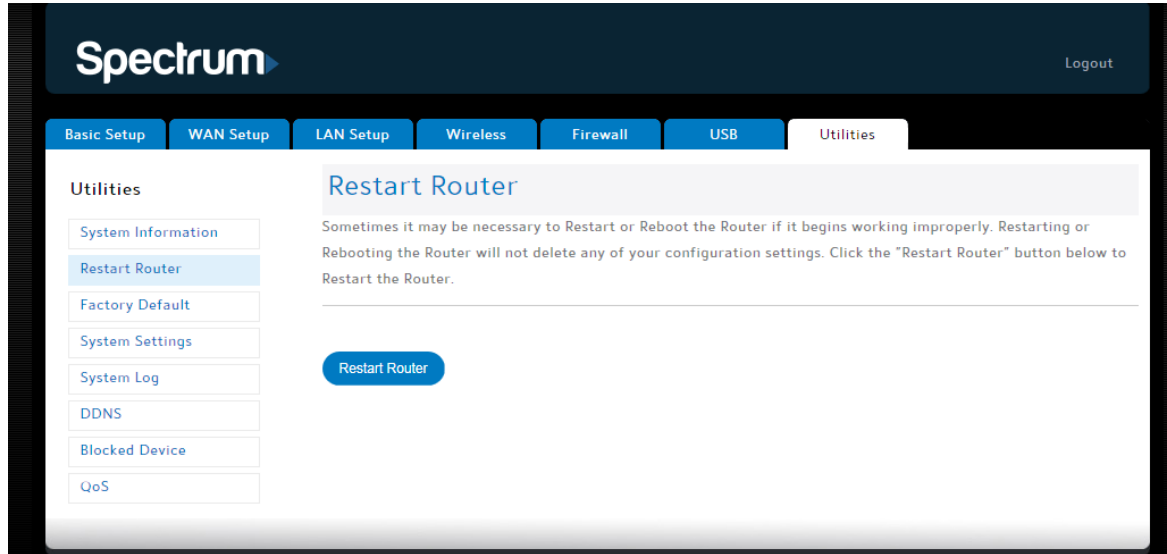 Spectrum
Logout
Basic Setup WAN Setup LAN Setup Wireless Firewall USB Utilities
Utilities
System Information
Restart Router
Factory Default
System Settings
System Log
DDNS
Blocked Device
QoS
Restart Router
Sometimes it may be necessary to Restart or Reboot the Router if it begins working improperly. Restarting or
Rebooting the Router will not delete any of your configuration settings. Click the "Restart Router" button below to
Restart the Router.
Restart Router